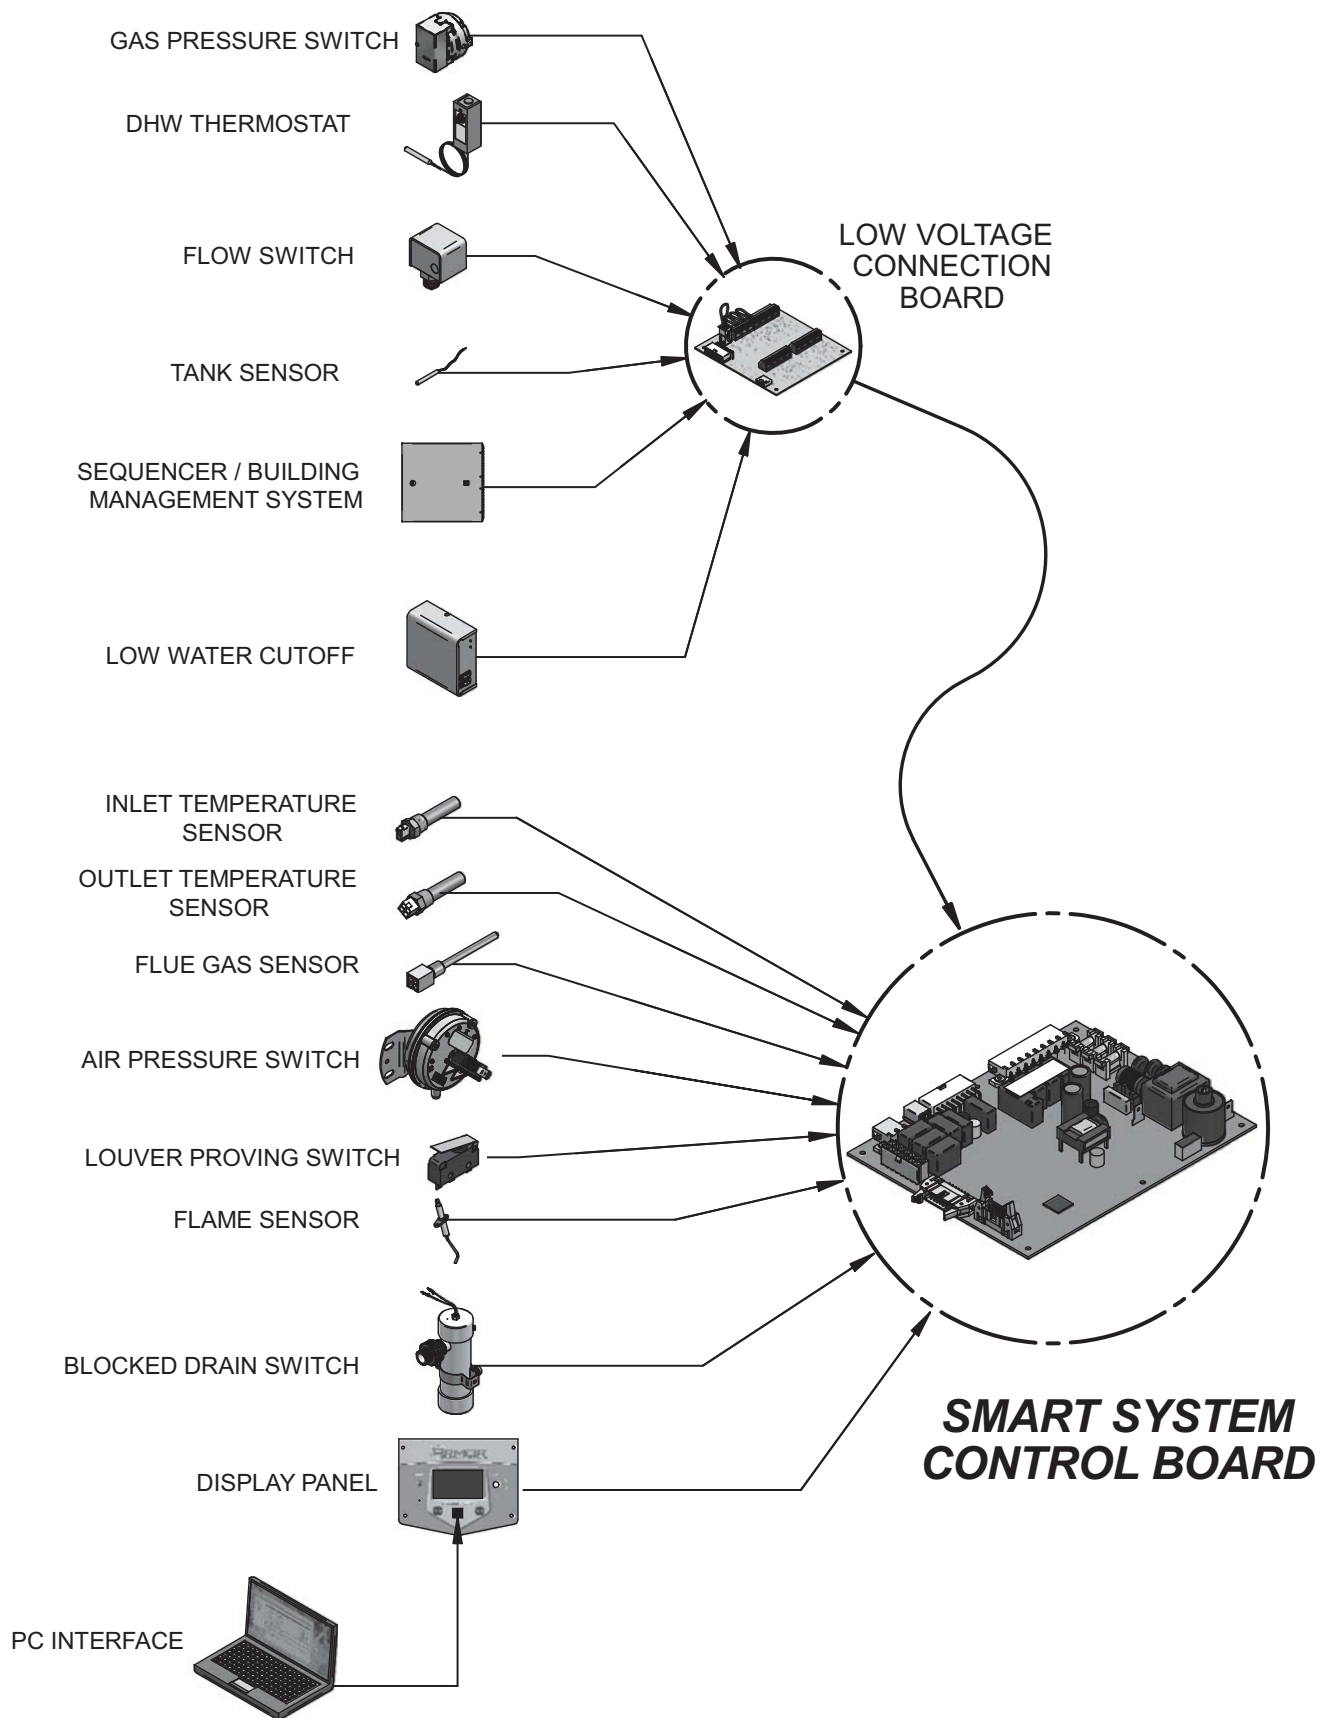 GAS PRESSURE SWITCH
DHW THERMOSTAT
FLOW SWITCH
LOW VOLTAGE
CONNECTION
BOARD
TANK SENSOR
SEQUENCER / BUILDING
MANAGEMENT SYSTEM
LOW WATER CUTOFF
INLET TEMPERATURE
SENSOR
OUTLET TEMPERATURE
SENSOR
FLUE GAS SENSOR
AIR PRESSURE SWITCH
LOUVER PROVING SWITCH
FLAME SENSOR
BLOCKED DRAIN SWITCH
SMART SYSTEM
CONTROL BOARD
ARMOR
DISPLAY PANEL
PC INTERFACE